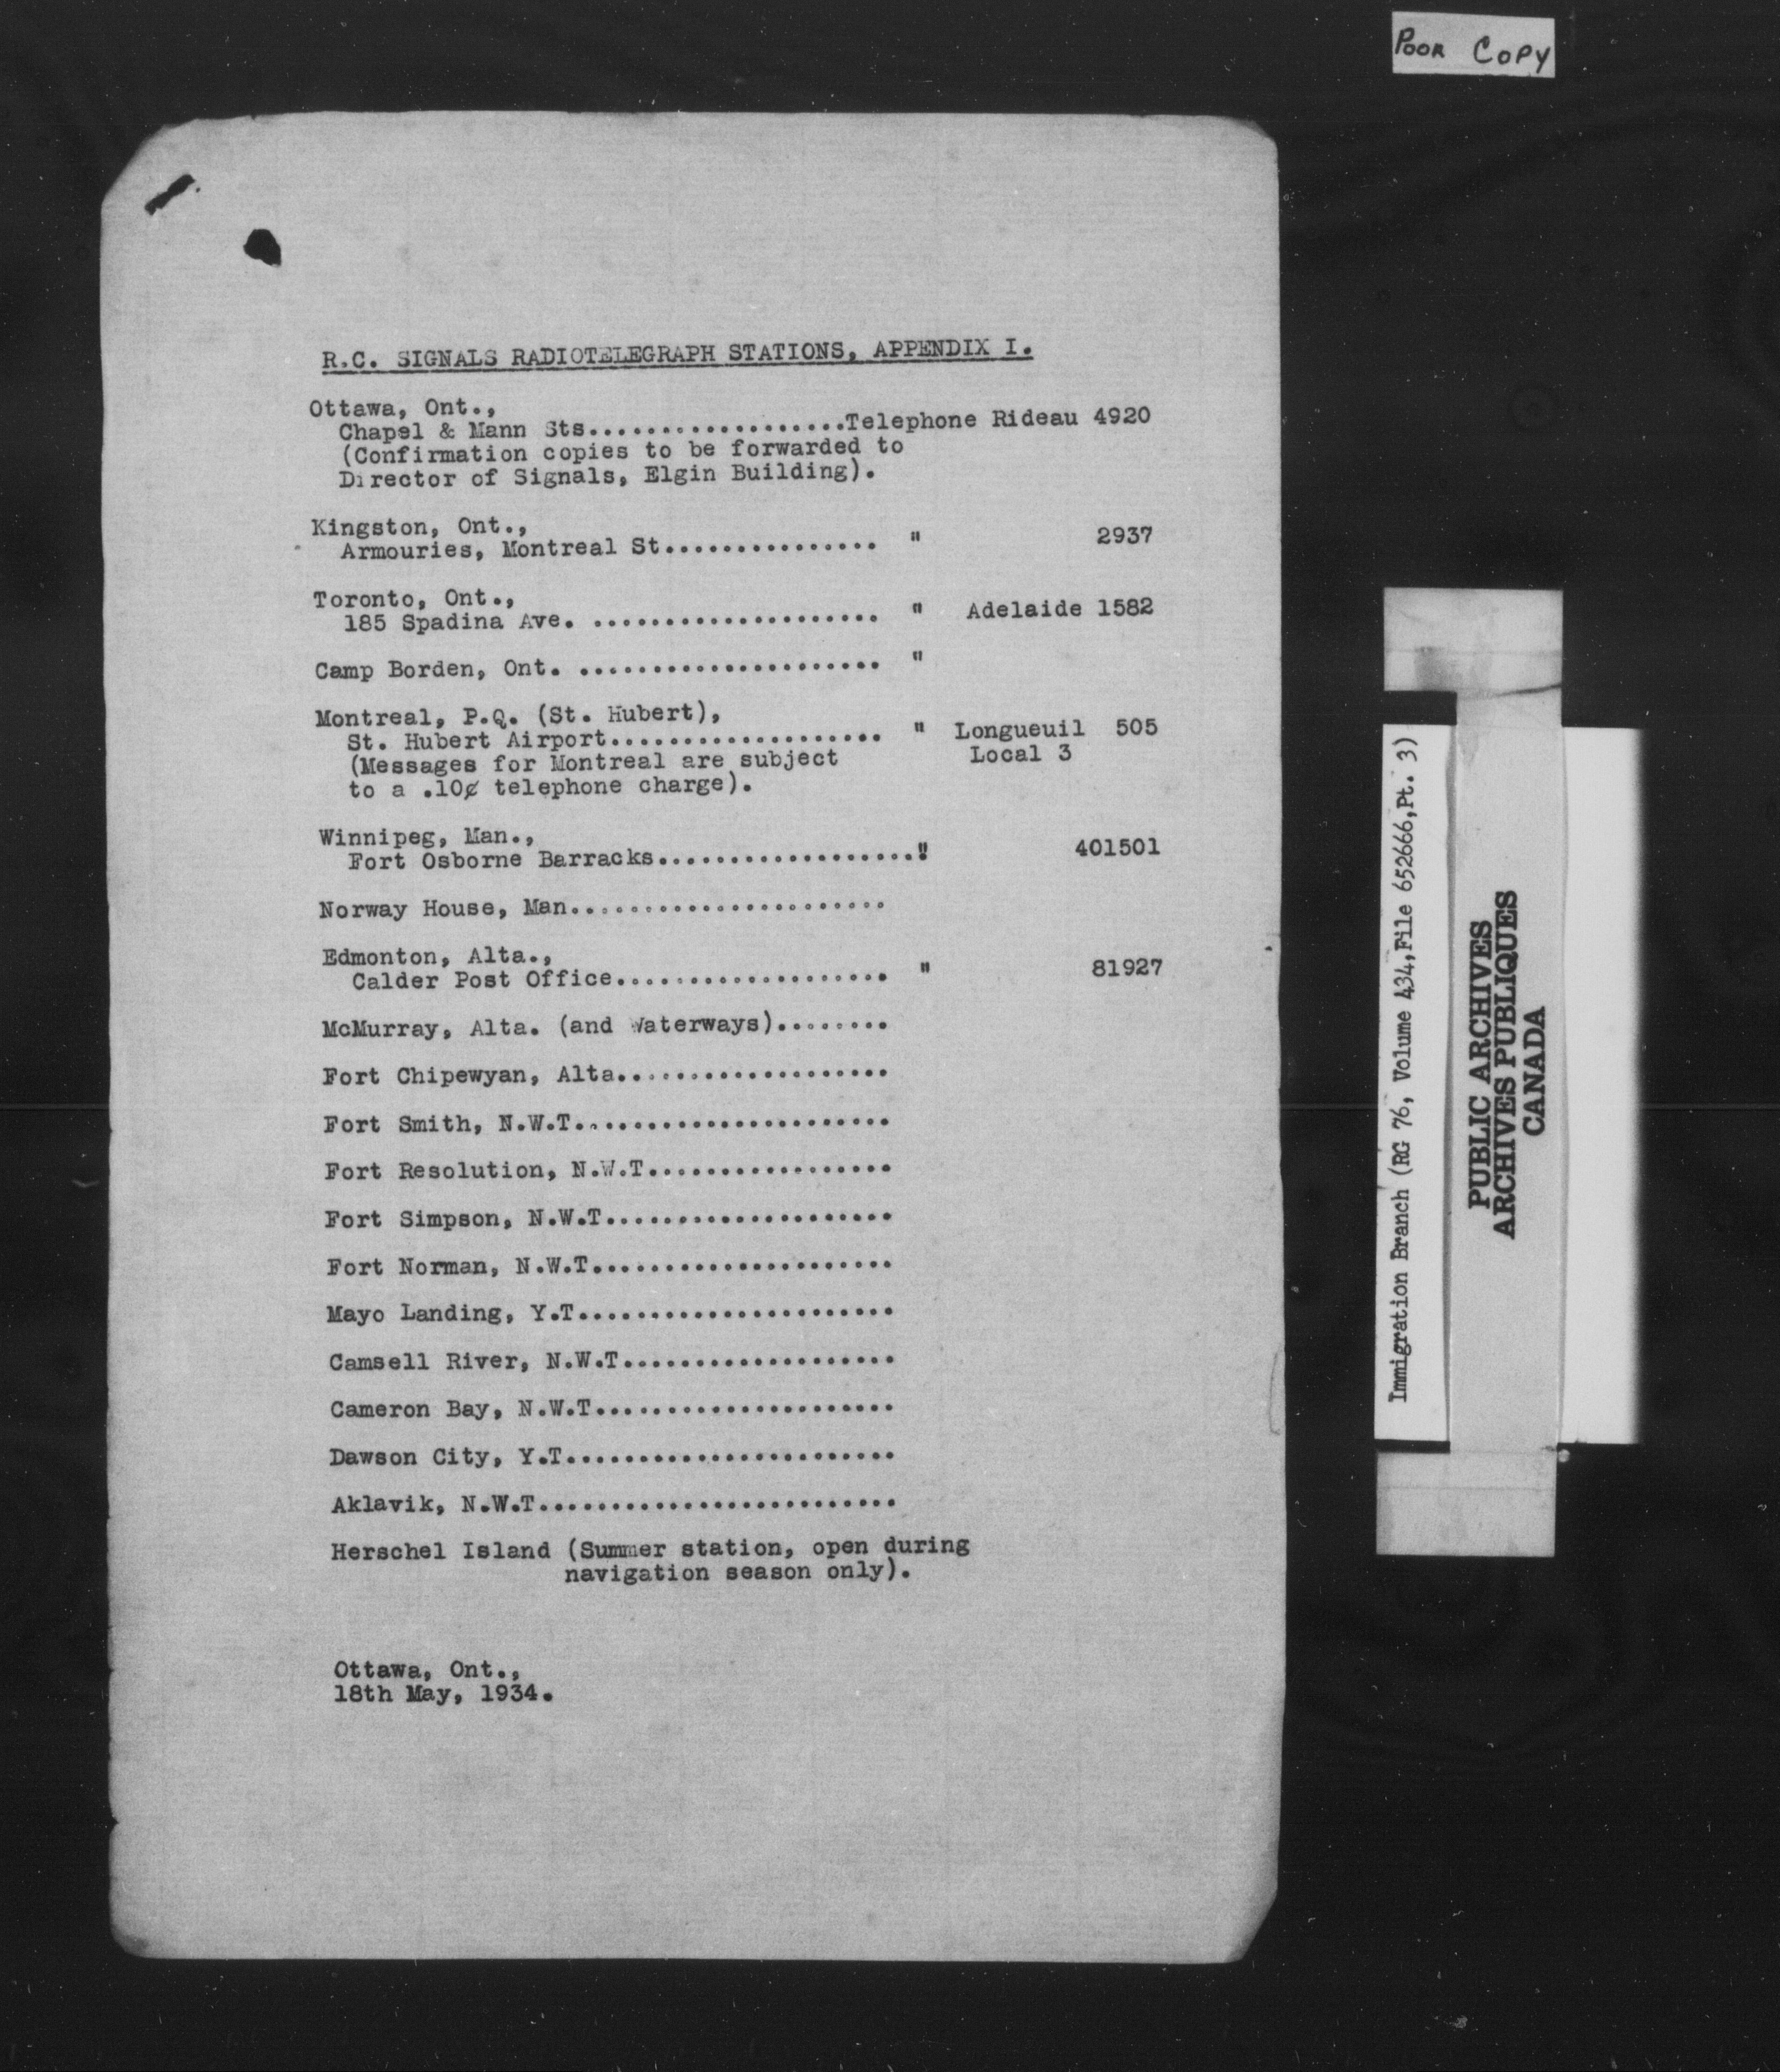 POOR COPY
R.C. SIGNALS RADIOTELEGRAPH STATIONS, APPENDIX I.
Ottawa, Ont.,
Chapel & Mann Sts..................Telephone Rideau 4920
(Confirmation copies to be forwarded to
Director of Signals, Elgin Building).
Kingston, Ont.,
Armouries, Montreal St............... " 2937
Toronto, Ont.,
185 Spadina Ave. .................... " Adelaide 1582
Camp Borden, Ont. ..................... "
Montreal, P.Q. (St. Hubert),
St. Hubert Airport................... " Longueuil 505
Local 3
(Messages for Montreal are subject
to a .10¢ telephone charge).
Winnipeg, Man.,
Fort Osborne Barracks.................." 401501
Norway House, Man......................
Edmonton, Alta.,
Calder Post Office................... " 81927
McMurray, Alta. (and Waterways)........
Fort Chipewyan, Alta...................
Fort Smith, N.W.T......................
Fort Resolution, N.W.T.................
Fort Simpson, N.W.T....................
Fort Norman, N.W.T.....................
Mayo Landing, Y.T......................
Camsell River, N.W.T...................
Cameron Bay, N.W.T.....................
Dawson City, Y.T.......................
Aklavik, N.W.T.........................
Herschel Island (Summer station, open during
navigation season only).
Ottawa, Ont.,
18th May, 1934.
Immigration Branch (RG 76, Volume 434,File 652666,Pt. 3)
PUBLIC ARCHIVES
ARCHIVES PUBLIQUES
CANADA